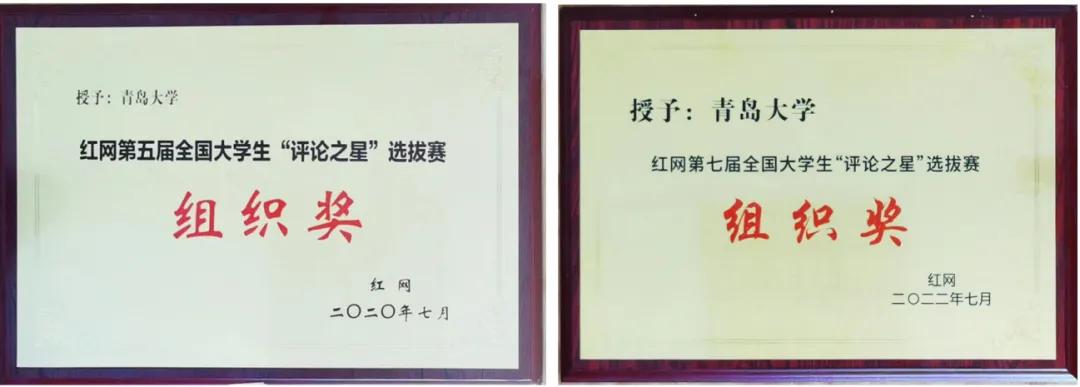 授予：青岛大学
红网第五届全国大学生“评论之星”选拔赛
组织奖
红网
二〇二〇年七月
授予：青岛大学
红网第七届全国大学生“评论之星”选拔赛
组织奖
红网
二〇二二年七月